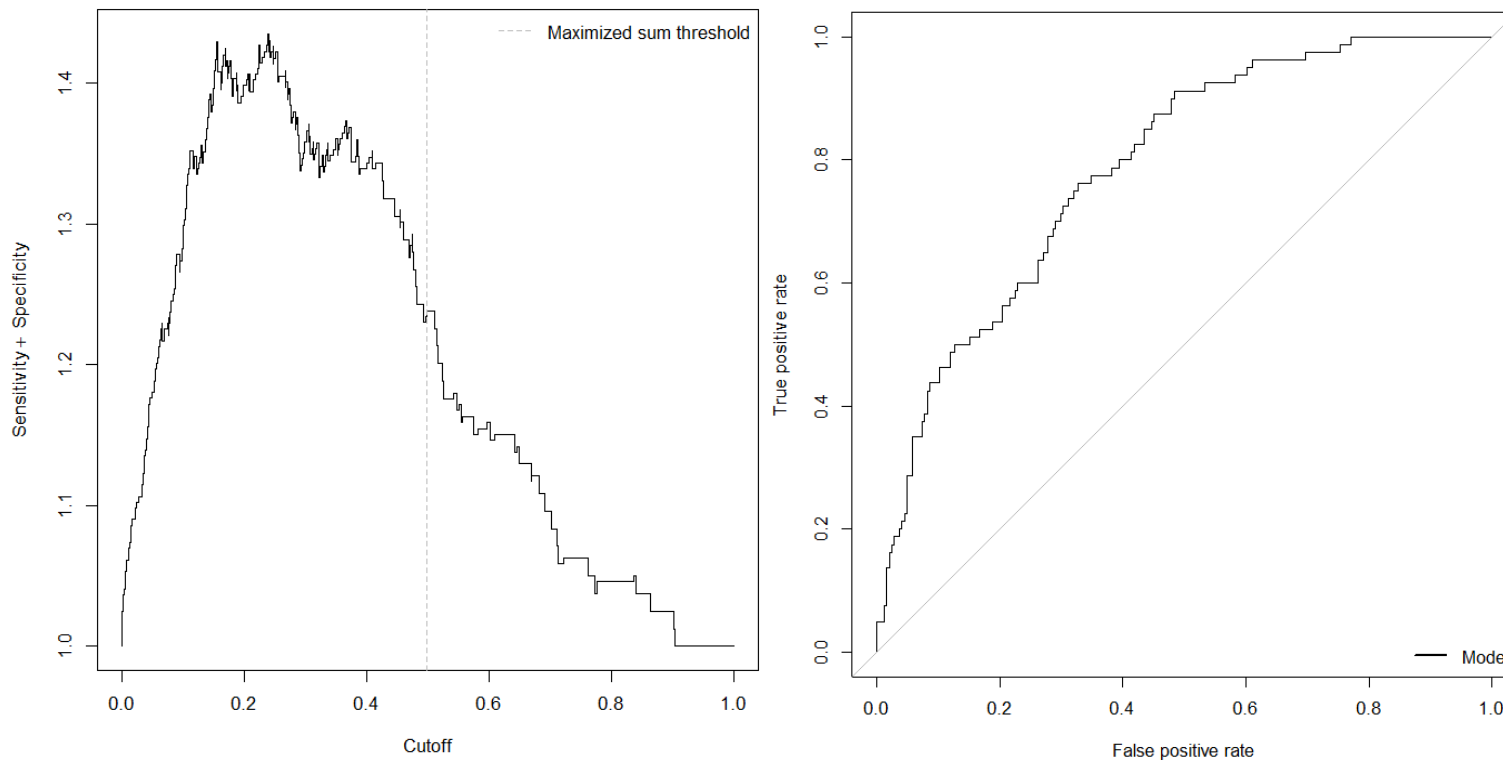 Maximized sum threshold
Sensitivity + Specificity
1.4
1.3
1.2
1.1
1.0
0.0 0.2 0.4 0.6 0.8 1.0
Cutoff
True positive rate
1.0
0.8
0.6
0.4
0.2
0.0
Mode
0.0 0.2 0.4 0.6 0.8 1.0
False positive rate